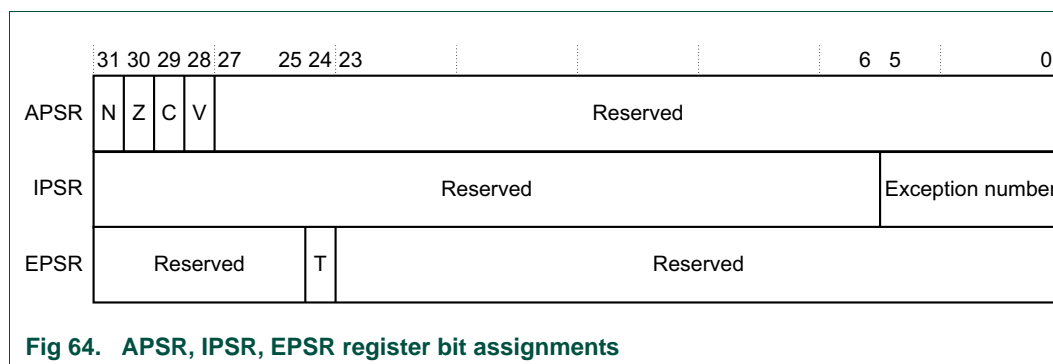 31 30 29 28 27 25 24 23 6 5 0
APSR N Z C V Reserved
IPSR Reserved Exception number
EPSR Reserved T Reserved
Fig 64. APSR, IPSR, EPSR register bit assignments